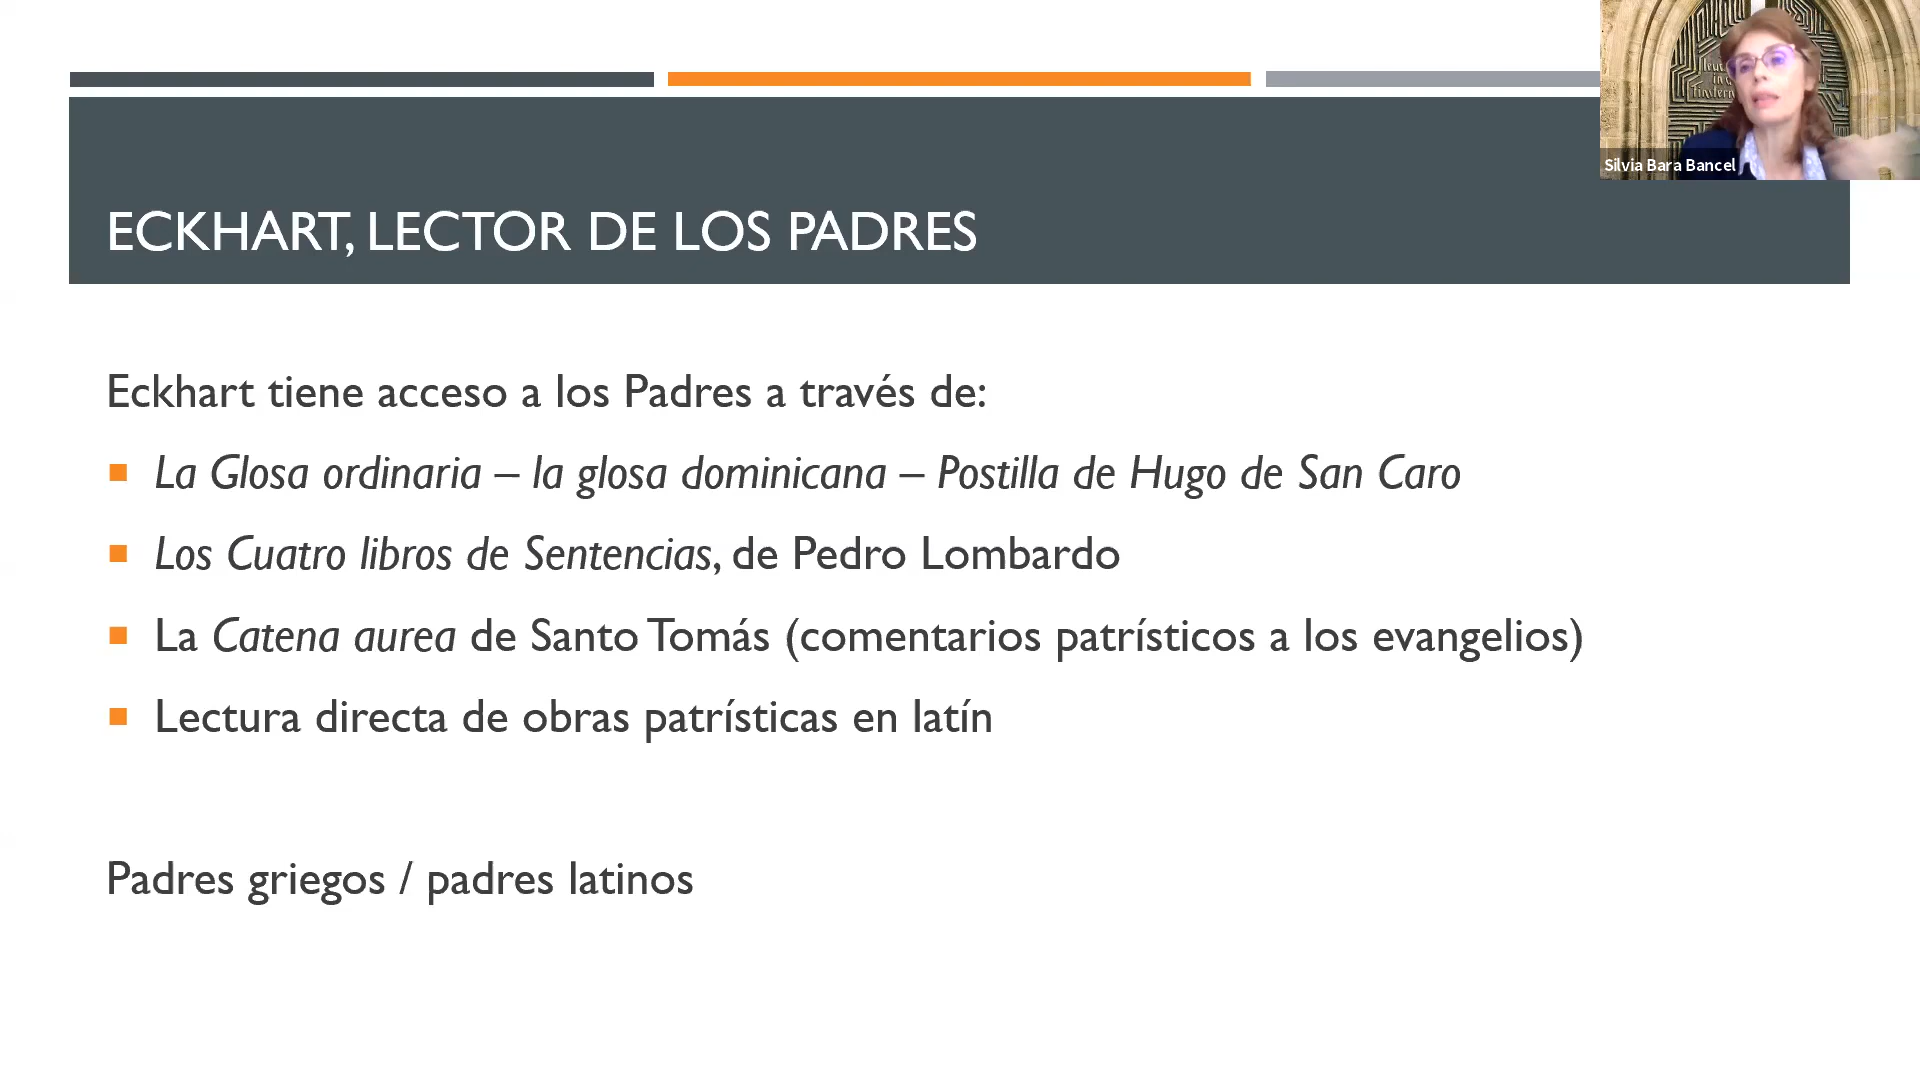 Silvia Bara Bancel
ECKHART, LECTOR DE LOS PADRES
Eckhart tiene acceso a los Padres a través de:
La Glosa ordinaria – la glosa dominicana – Postilla de Hugo de San Caro
Los Cuatro libros de Sentencias, de Pedro Lombardo
La Catena aurea de Santo Tomás (comentarios patrísticos a los evangelios)
Lectura directa de obras patrísticas en latín
Padres griegos / padres latinos